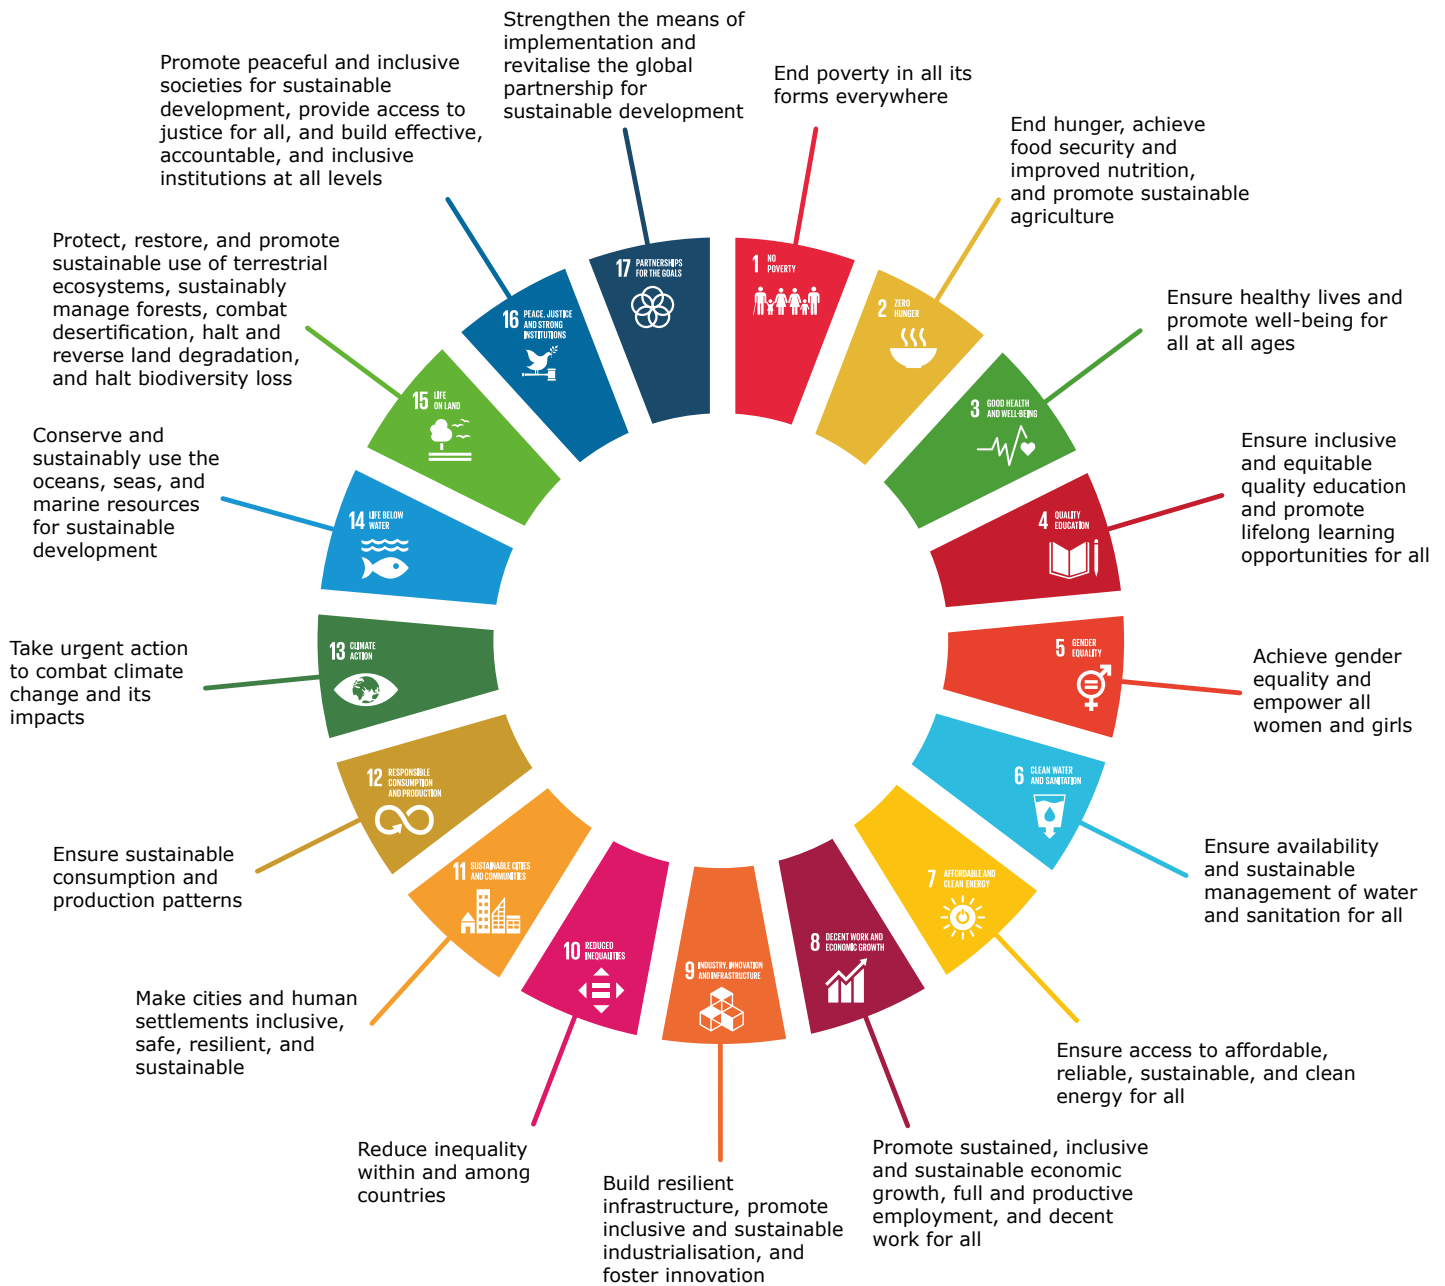 Strengthen the means of
implementation and
revitalise the global
partnership for
sustainable development
Promote peaceful and inclusive
societies for sustainable
development, provide access to
justice for all, and build effective,
accountable, and inclusive
institutions at all levels
End poverty in all its
forms everywhere
End hunger, achieve
food security and
improved nutrition,
and promote sustainable
agriculture
Protect, restore, and promote
sustainable use of terrestrial
ecosystems, sustainably
manage forests, combat
desertification, halt and
reverse land degradation,
and halt biodiversity loss
Ensure healthy lives and
promote well-being for
all at all ages
Conserve and
sustainably use the
oceans, seas, and
marine resources
for sustainable
development
Ensure inclusive
and equitable
quality education
and promote
lifelong learning
opportunities for all
Take urgent action
to combat climate
change and its
impacts
Achieve gender
equality and
empower all
women and girls
Ensure sustainable
consumption and
production patterns
Ensure availability
and sustainable
management of water
and sanitation for all
Make cities and human
settlements inclusive,
safe, resilient, and
sustainable
Ensure access to affordable,
reliable, sustainable, and clean
energy for all
Reduce inequality
within and among
countries
Build resilient
infrastructure, promote
inclusive and sustainable
industrialisation, and
foster innovation
Promote sustained, inclusive
and sustainable economic
growth, full and productive
employment, and decent
work for all
1 NO
POVERTY
2 ZERO
HUNGER
3 GOOD HEALTH
AND WELL-BEING
4 QUALITY
EDUCATION
5 GENDER
EQUALITY
6 CLEAN WATER
AND SANITATION
7 AFFORDABLE AND
CLEAN ENERGY
8 DECENT WORK AND
ECONOMIC GROWTH
9 INDUSTRY, INNOVATION
AND INFRASTRUCTURE
10 REDUCED
INEQUALITIES
11 SUSTAINABLE CITIES
AND COMMUNITIES
12 RESPONSIBLE
CONSUMPTION
AND PRODUCTION
13 CLIMATE
ACTION
14 LIFE BELOW
WATER
15 LIFE
ON LAND
16 PEACE, JUSTICE
AND STRONG
INSTITUTIONS
17 PARTNERSHIPS
FOR THE GOALS